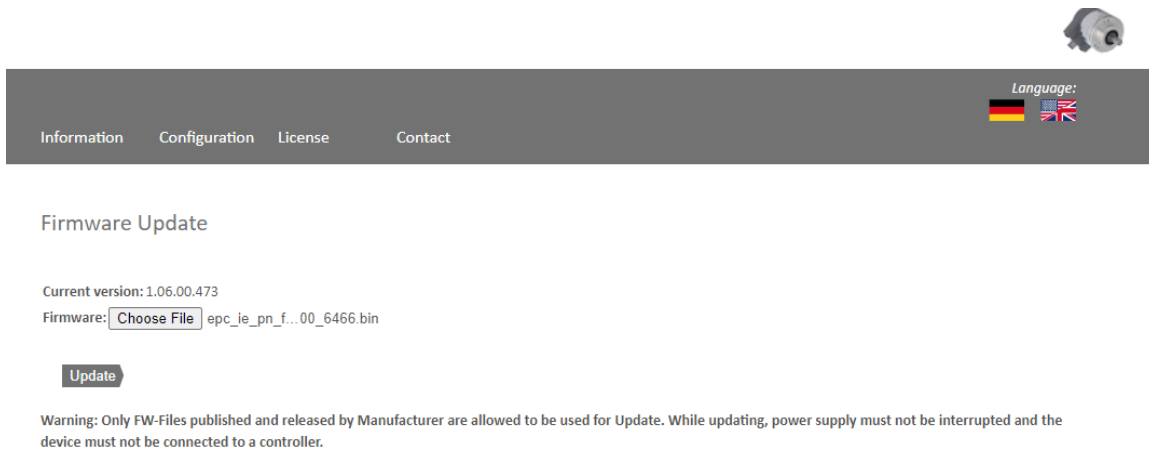 Language:
Information Configuration License Contact
Firmware Update
Current version: 1.06.00.473
Firmware: Choose File epc_ie_pn_f...00_6466.bin
Update
Warning: Only FW-Files published and released by Manufacturer are allowed to be used for Update. While updating, power supply must not be interrupted and the
device must not be connected to a controller.